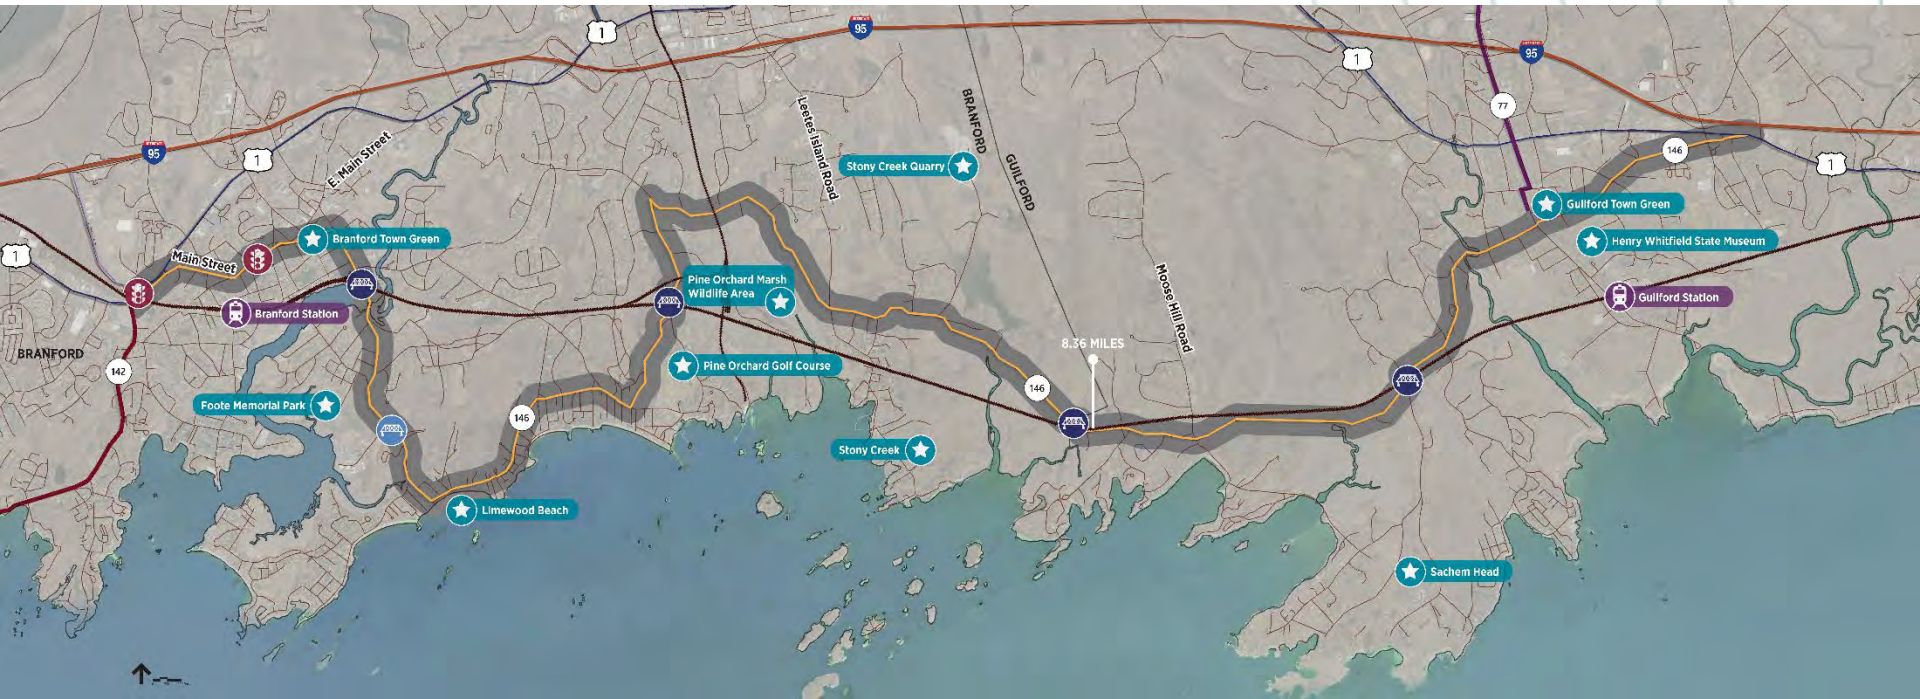 1
95
1
95
1
77
BRANFORD
GUILFORD
Leetes Island Road
95
1
E. Main Street
Stony Creek Quarry
146
1
Guilford Town Green
Branford Town Green
Henry Whitfield State Museum
1
Main Street
Pine Orchard Marsh
Wildlife Area
Moose Hill Road
Guilford Station
Branford Station
8.36 MILES
BRANFORD
142
Pine Orchard Golf Course
146
Foote Memorial Park
146
Stony Creek
Limewood Beach
Sachem Head